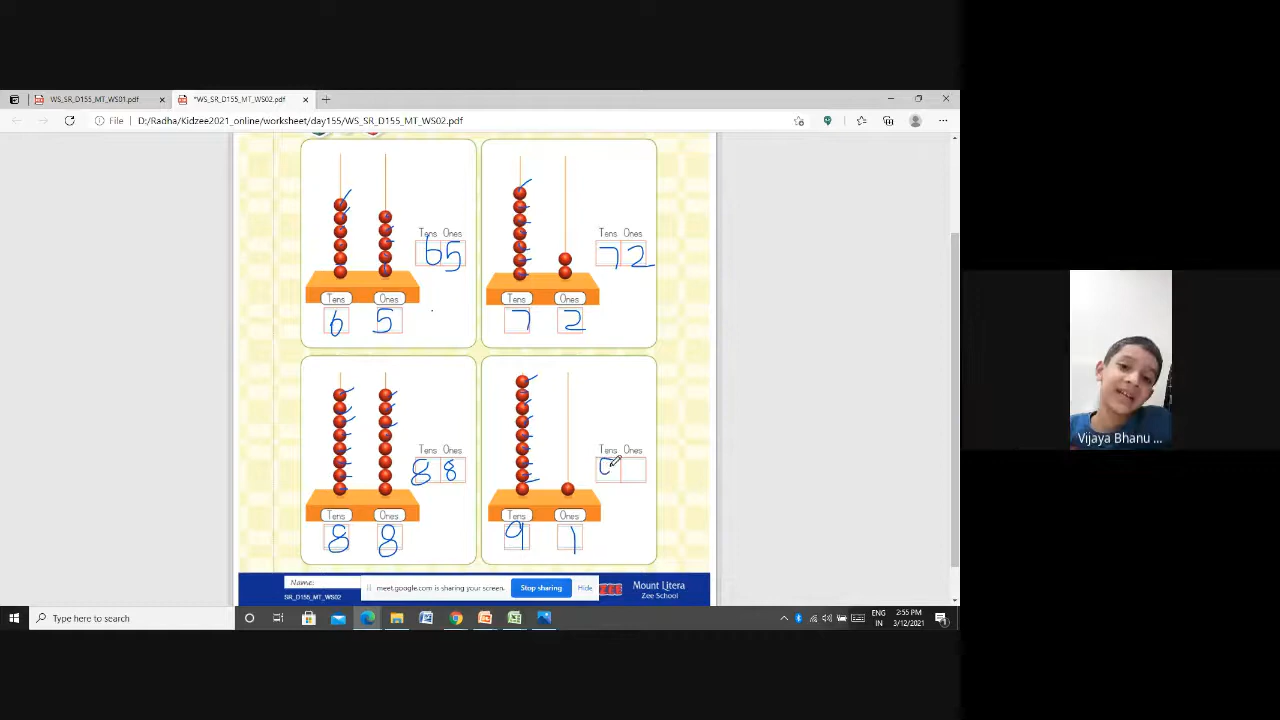 WS_SR_D155_MT_WS01.pdf
*WS_SR_D155_MT_WS02.pdf
File
D:/Radha/Kidzee2021_online/worksheet/day155/WS_SR_D155_MT_WS02.pdf
Tens Ones
65
Tens Ones
6 5
Tens Ones
72
Tens Ones
7 2
Tens Ones
88
Tens Ones
8 8
Tens Ones
Tens Ones
9 1
Vijaya Bhanu ...
Name:
SR_D155_MT_WS02
meet.google.com is sharing your screen.
Stop sharing
Hide
Mount Litera
Zee School
Type here to search
ENG
IN
2:55 PM
3/12/2021